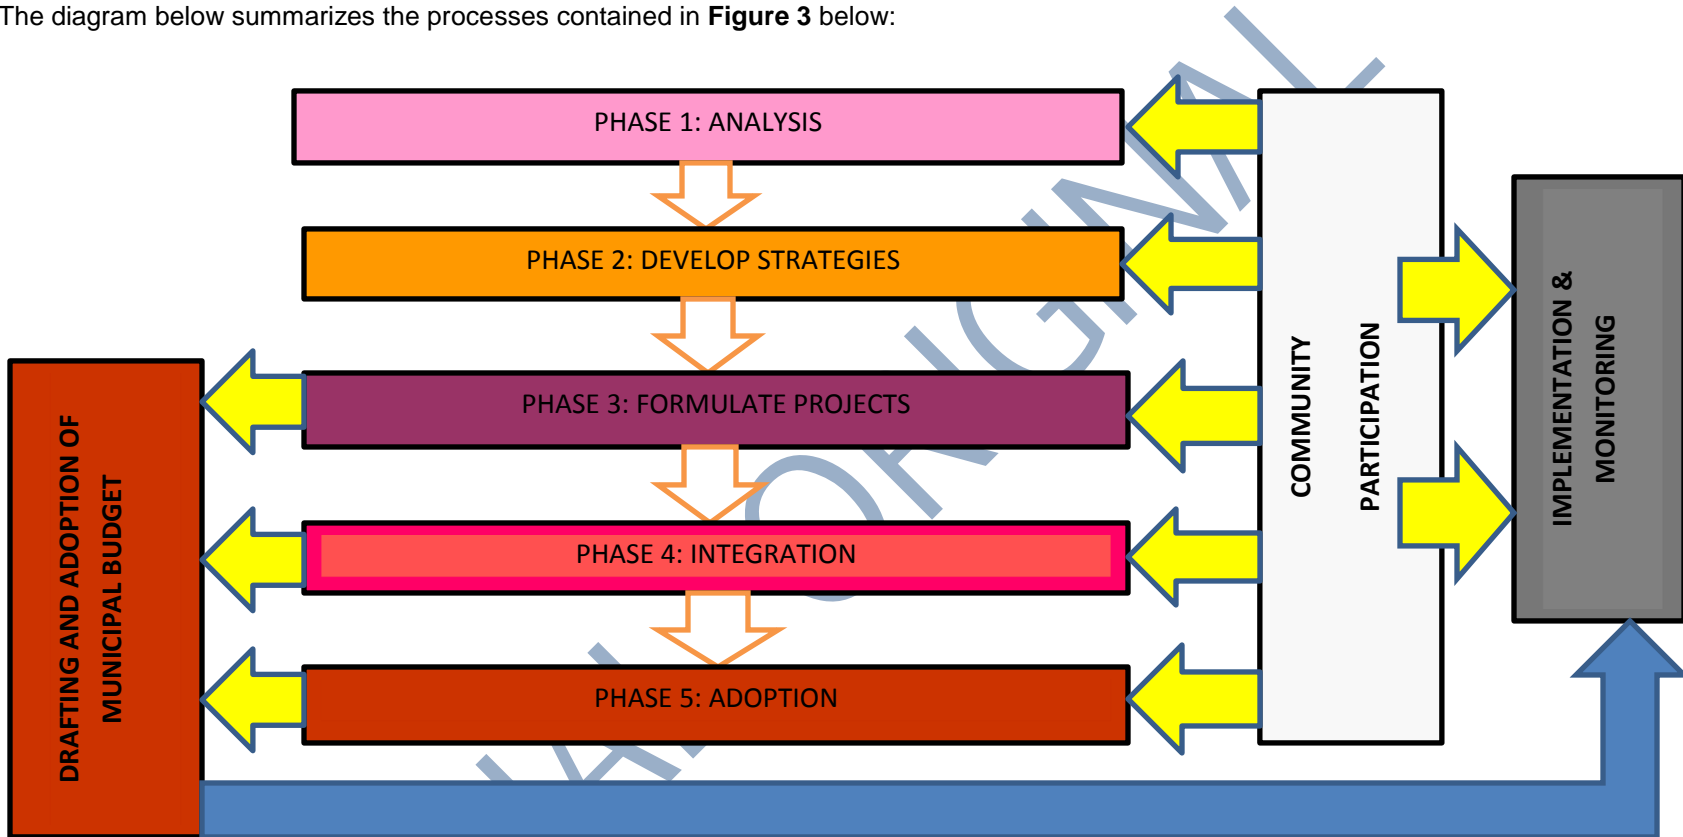 The diagram below summarizes the processes contained in Figure 3 below:
PHASE 1: ANALYSIS
PHASE 2: DEVELOP STRATEGIES
PHASE 3: FORMULATE PROJECTS
PHASE 4: INTEGRATION
PHASE 5: ADOPTION
DRAFTING AND ADOPTION OF
MUNICIPAL BUDGET
COMMUNITY
PARTICIPATION
IMPLEMENTATION &
MONITORING